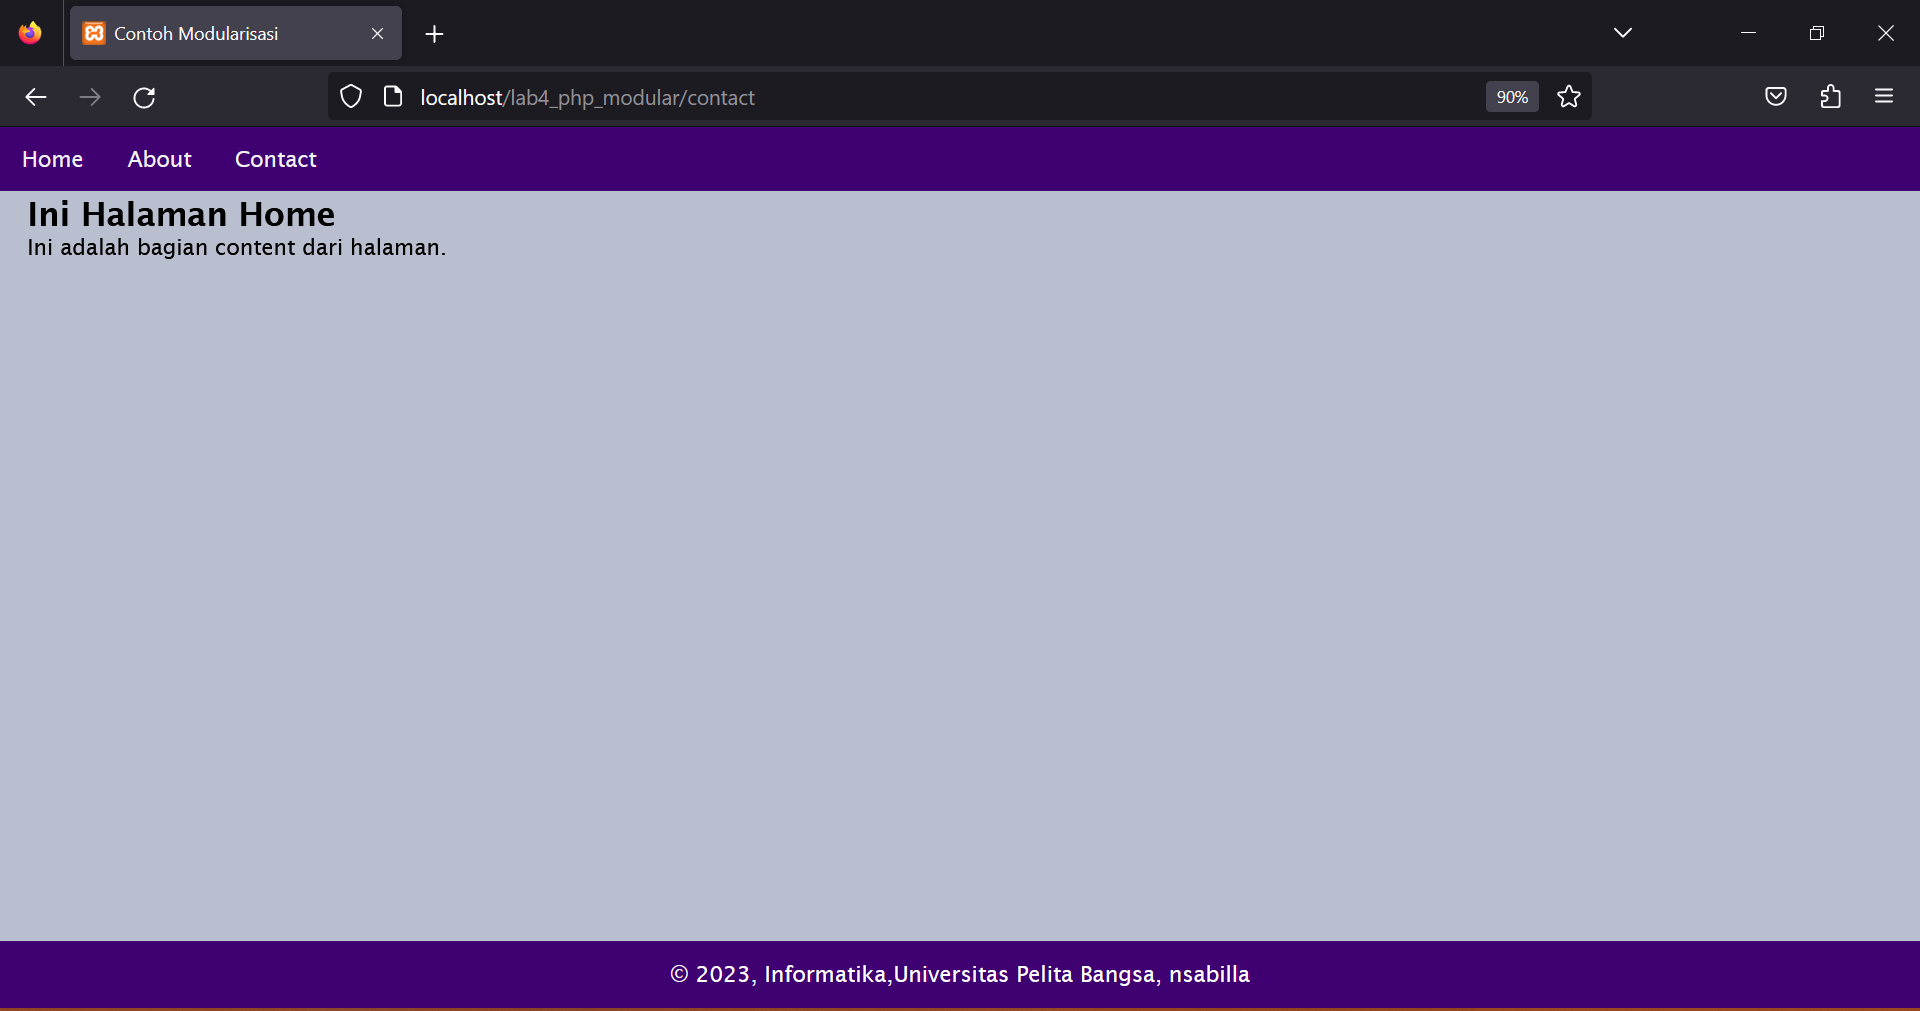 Contoh Modularisasi
localhost/lab4_php_modular/contact
90%
Home About Contact
Ini Halaman Home
Ini adalah bagian content dari halaman.
© 2023, Informatika,Universitas Pelita Bangsa, nsabilla